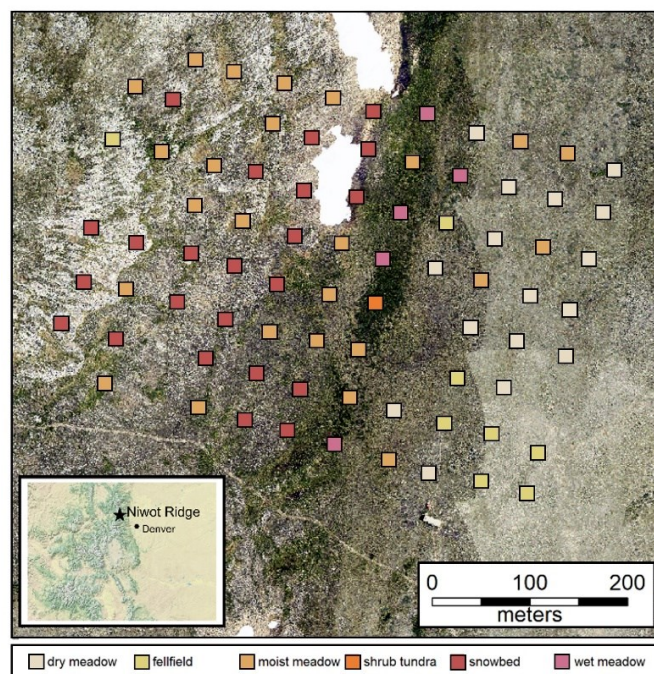 Niwot Ridge
Denver
0 100 200
meters
dry meadow fellfield moist meadow shrub tundra snowbed wet meadow